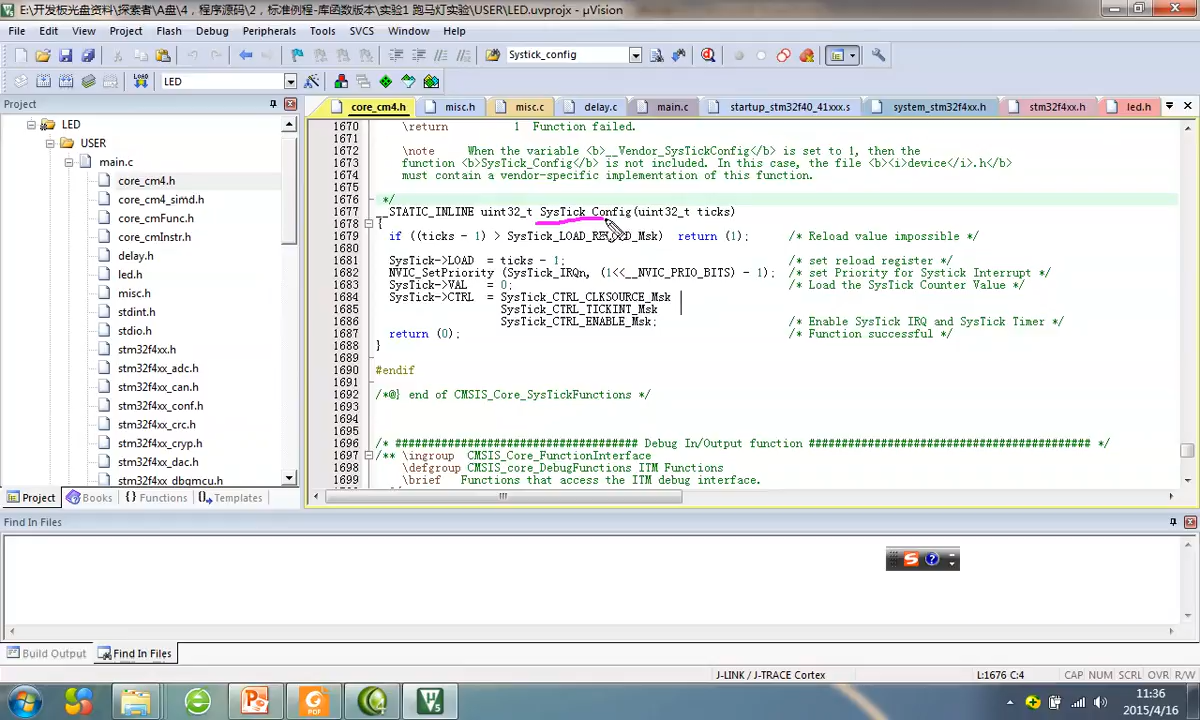 E:\开发板光盘资料\探索者\A盘\4，程序源码\2，标准例程-库函数版本\实验1 跑马灯实验\USER\LED.uvprojx - µVision
File Edit View Project Flash Debug Peripherals Tools SVCS Window Help
Systick_config
LOAD LED
Project
core_cm4.h misc.h misc.c delay.c main.c startup_stm32f40_41xxx.s system_stm32f4xx.h stm32f4xx.h led.h
LED
USER
main.c
core_cm4.h
core_cm4_simd.h
core_cmFunc.h
core_cmInstr.h
delay.h
led.h
misc.h
stdint.h
stdio.h
stm32f4xx.h
stm32f4xx_adc.h
stm32f4xx_can.h
stm32f4xx_conf.h
stm32f4xx_crc.h
stm32f4xx_cryp.h
stm32f4xx_dac.h
stm32f4xx_dbgmcu.h
Project Books Functions Templates
1670 \return 1 Function failed.
1671
1672 \note When the variable <b>__Vendor_SysTickConfig</b> is set to 1, then the
1673 function <b>SysTick_Config</b> is not included. In this case, the file <b><i>device</i>.h</b>
1674 must contain a vendor-specific implementation of this function.
1675
1676 */
1677 __STATIC_INLINE uint32_t SysTick_Config(uint32_t ticks)
1678 {
1679 if ((ticks - 1) > SysTick_LOAD_RELOAD_Msk) return (1); /* Reload value impossible */
1680
1681 SysTick->LOAD = ticks - 1; /* set reload register */
1682 NVIC_SetPriority (SysTick_IRQn, (1<<__NVIC_PRIO_BITS) - 1); /* set Priority for Systick Interrupt */
1683 SysTick->VAL = 0; /* Load the SysTick Counter Value */
1684 SysTick->CTRL = SysTick_CTRL_CLKSOURCE_Msk |
1685 SysTick_CTRL_TICKINT_Msk |
1686 SysTick_CTRL_ENABLE_Msk; /* Enable SysTick IRQ and SysTick Timer */
1687 return (0); /* Function successful */
1688 }
1689
1690 #endif
1691
1692 /*@} end of CMSIS_Core_SysTickFunctions */
1693
1694
1695
1696 /* ##################################### Debug In/Output function ########################################### */
1697 /** \ingroup CMSIS_Core_FunctionInterface
1698 \defgroup CMSIS_core_DebugFunctions ITM Functions
1699 \brief Functions that access the ITM debug interface.
Find In Files
Build Output Find In Files
J-LINK / J-TRACE Cortex L:1676 C:4 CAP NUM SCRL OVR R/W
11:36
2015/4/16